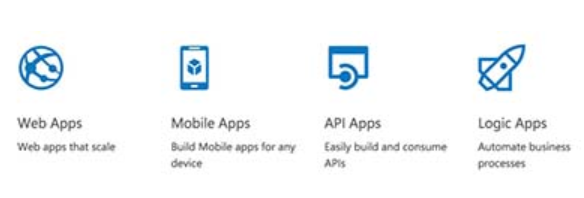 Web Apps
Web apps that scale
Mobile Apps
Build Mobile apps for any
device
API Apps
Easily build and consume
APIs
Logic Apps
Automate business
processes